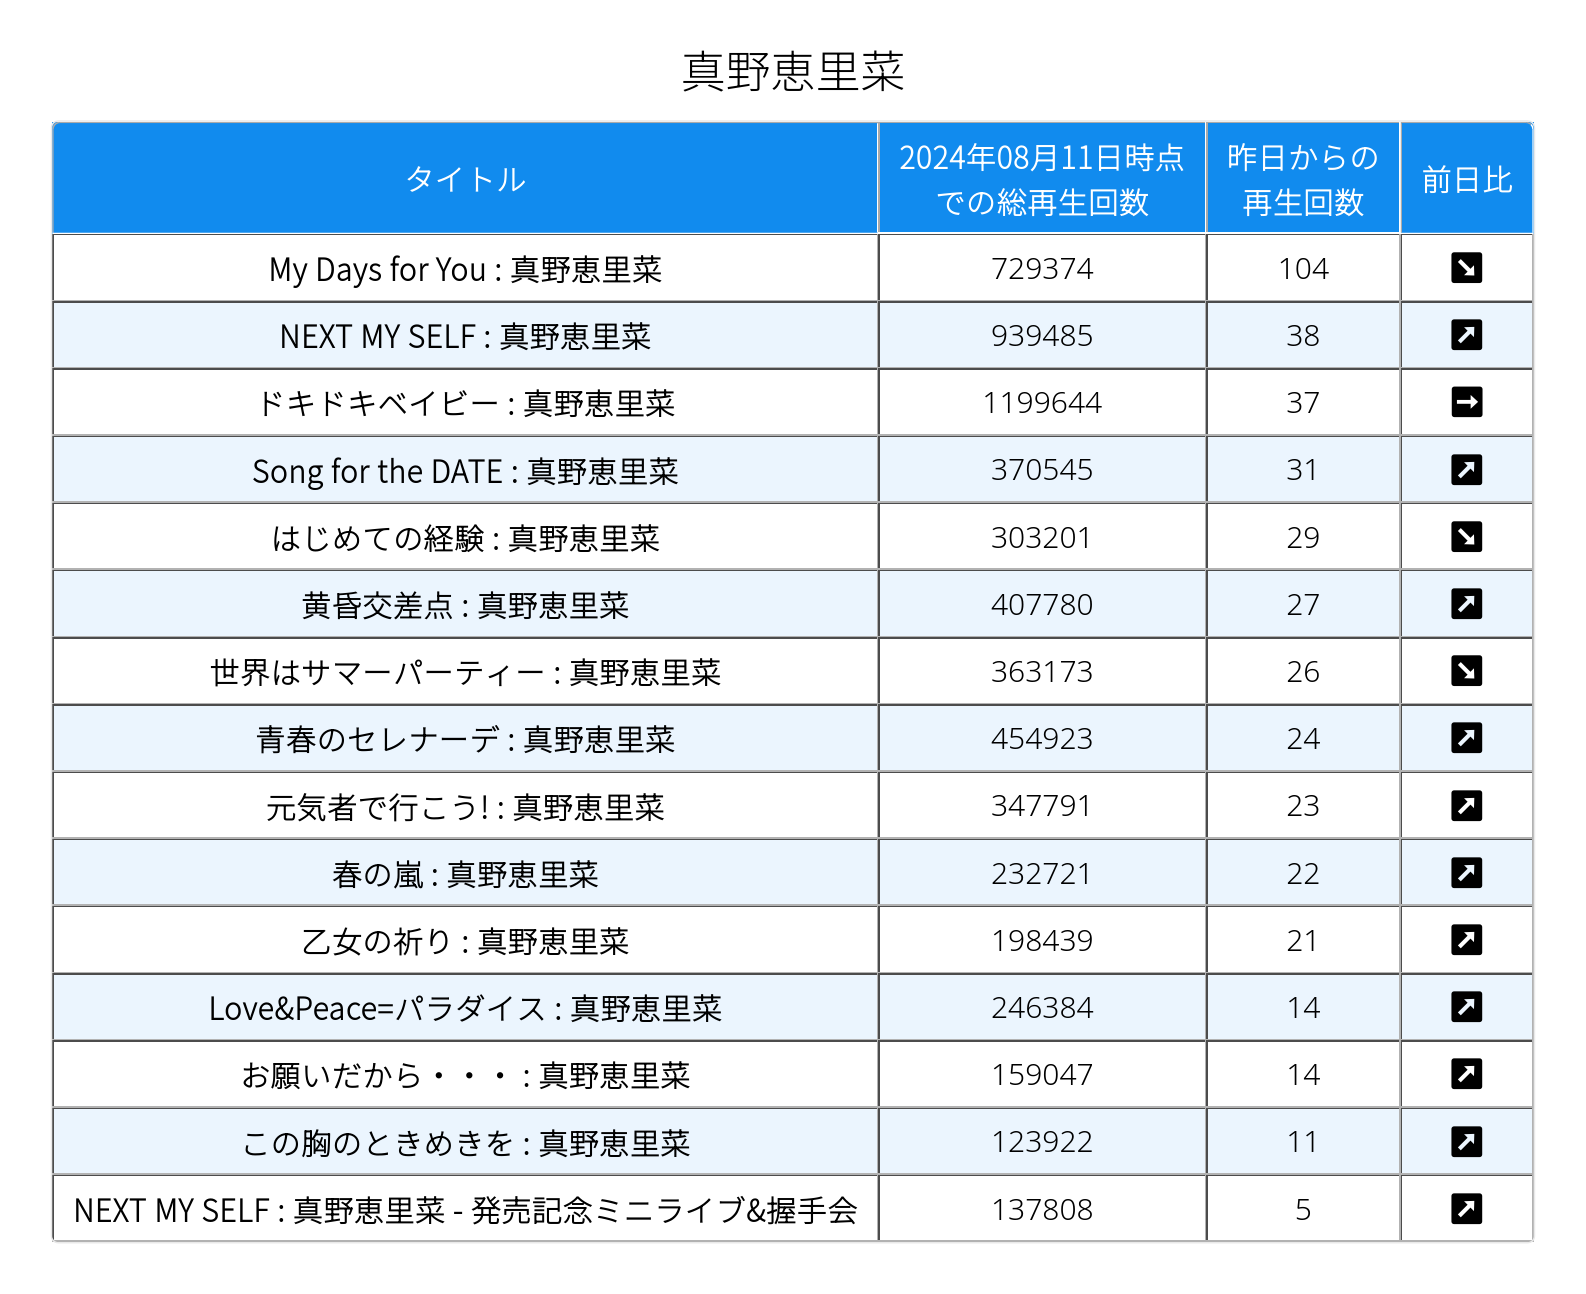 真野恵里菜
タイトル
2024年08月11日時点
での総再生回数
昨日からの
再生回数
前日比
My Days for You : 真野恵里菜 729374 104 ↘
NEXT MY SELF : 真野恵里菜 939485 38 ↗
ドキドキベイビー : 真野恵里菜 1199644 37 →
Song for the DATE : 真野恵里菜 370545 31 ↗
はじめての経験 : 真野恵里菜 303201 29 ↘
黄昏交差点 : 真野恵里菜 407780 27 ↗
世界はサマーパーティー : 真野恵里菜 363173 26 ↘
青春のセレナーデ : 真野恵里菜 454923 24 ↗
元気者で行こう! : 真野恵里菜 347791 23 ↗
春の嵐 : 真野恵里菜 232721 22 ↗
乙女の祈り : 真野恵里菜 198439 21 ↗
Love&Peace=パラダイス : 真野恵里菜 246384 14 ↗
お願いだから・・・ : 真野恵里菜 159047 14 ↗
この胸のときめきを : 真野恵里菜 123922 11 ↗
NEXT MY SELF : 真野恵里菜 - 発売記念ミニライブ&握手会 137808 5 ↗